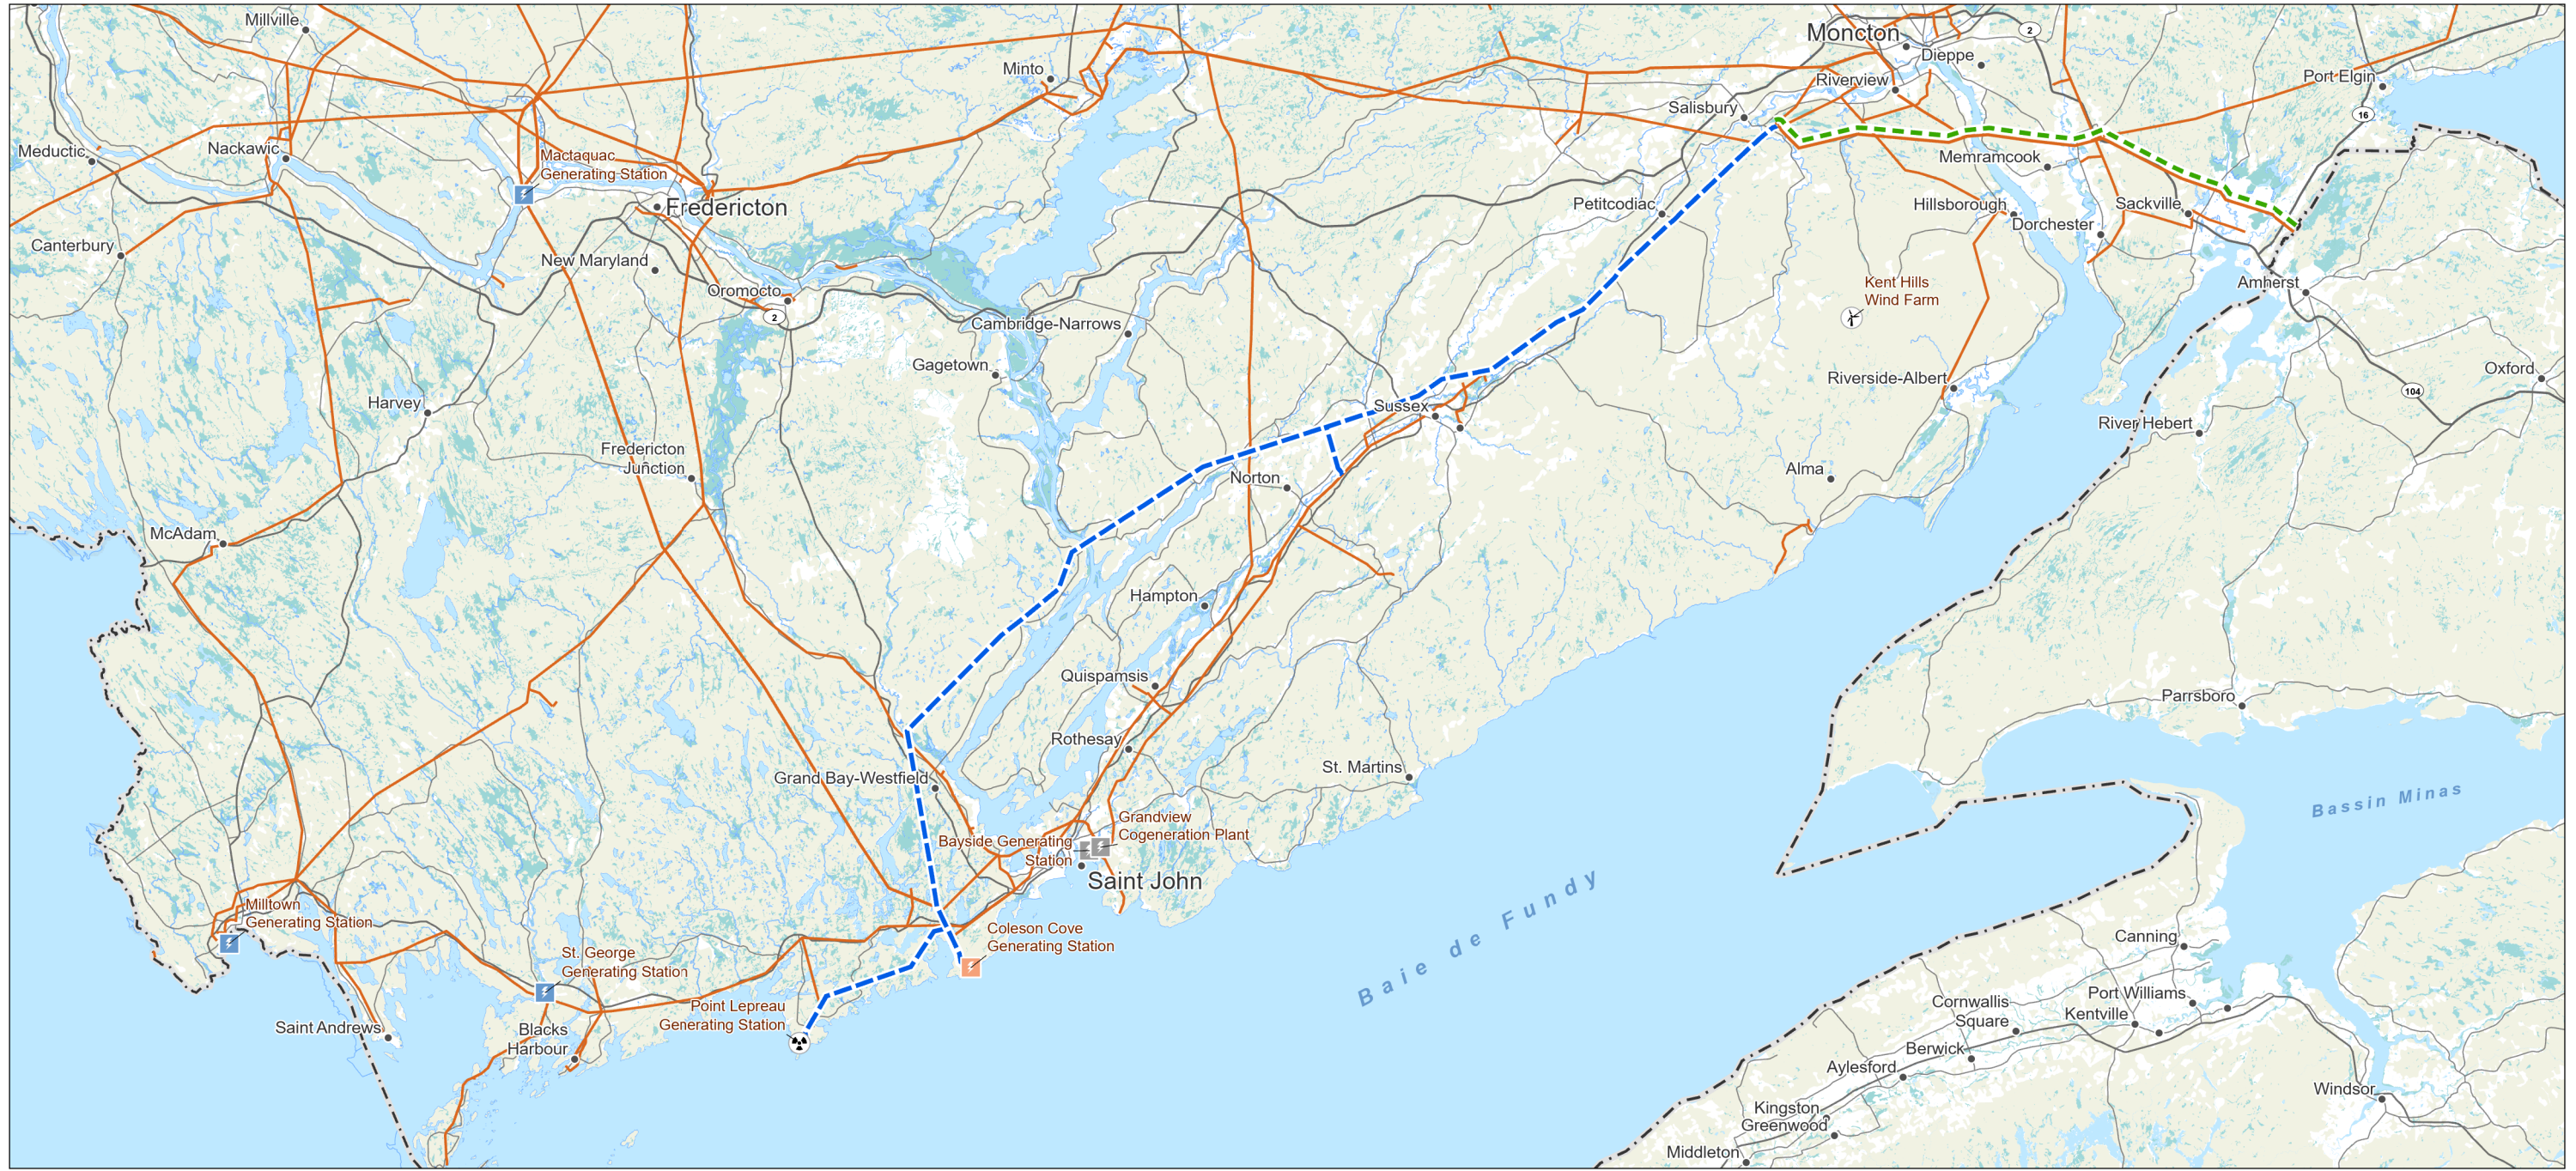 Millville
Minto
Moncton
Dieppe
2
Riverview
Port Elgin
Salisbury
16
Meductic
Nackawic
Mactaquac
Generating Station
Memramcook
Fredericton
Petitcodiac
Hillsborough
Sackville
Dorchester
Canterbury
New Maryland
Oromocto
2
Kent Hills
Wind Farm
Amherst
Cambridge-Narrows
Gagetown
Oxford
104
Riverside-Albert
Harvey
Sussex
River Hebert
Fredericton
Junction
Norton
Alma
McAdam
Hampton
Quispamsis
Parrsboro
Rothesay
Grand Bay-Westfield
St. Martins
Bassin Minas
Grandview
Cogeneration Plant
Bayside Generating
Station
Saint John
Baie de Fundy
Milltown
Generating Station
Coleson Cove
Generating Station
St. George
Generating Station
Canning
Point Lepreau
Generating Station
Port Williams
Cornwallis
Square
Kentville
Saint Andrews
Blacks
Harbour
Berwick
Aylesford
Windsor
Kingston
Greenwood
Middleton